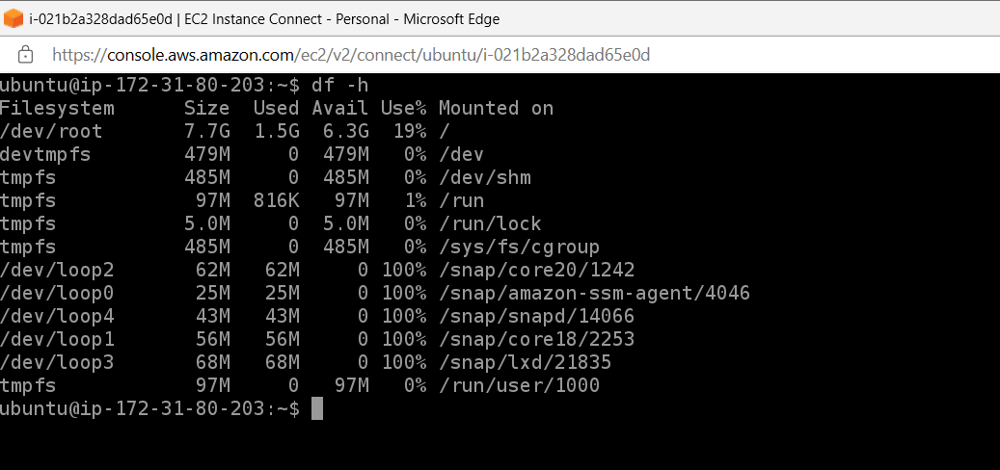 i-021b2a328dad65e0d | EC2 Instance Connect - Personal - Microsoft Edge
https://console.aws.amazon.com/ec2/v2/connect/ubuntu/i-021b2a328dad65e0d
ubuntu@ip-172-31-80-203:~$ df -h
Filesystem      Size  Used Avail Use% Mounted on
/dev/root       7.7G  1.5G  6.3G  19% /
devtmpfs        479M     0  479M   0% /dev
tmpfs           485M     0  485M   0% /dev/shm
tmpfs            97M  816K   97M   1% /run
tmpfs           5.0M     0  5.0M   0% /run/lock
tmpfs           485M     0  485M   0% /sys/fs/cgroup
/dev/loop2       62M   62M     0 100% /snap/core20/1242
/dev/loop0       25M   25M     0 100% /snap/amazon-ssm-agent/4046
/dev/loop4       43M   43M     0 100% /snap/snapd/14066
/dev/loop1       56M   56M     0 100% /snap/core18/2253
/dev/loop3       68M   68M     0 100% /snap/lxd/21835
tmpfs            97M     0   97M   0% /run/user/1000
ubuntu@ip-172-31-80-203:~$